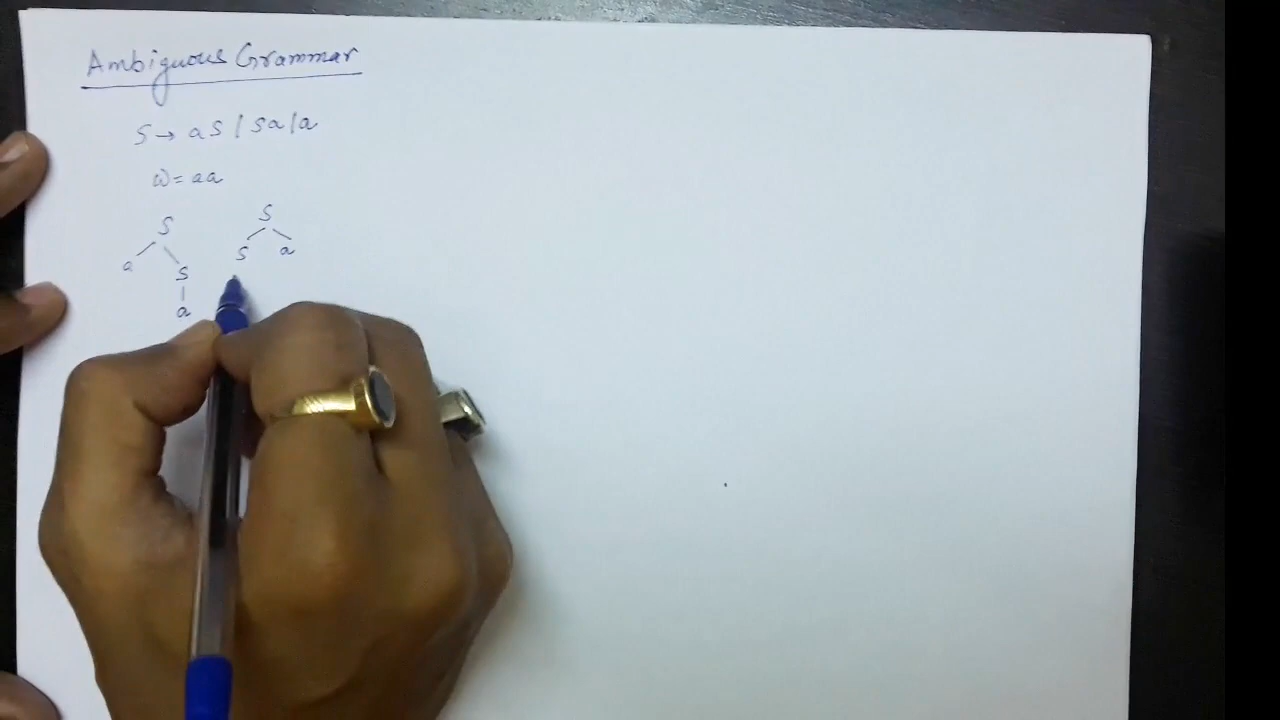 Ambiguous Grammar
S → aS / Sa / a
w = aa
S S
a S S a
a